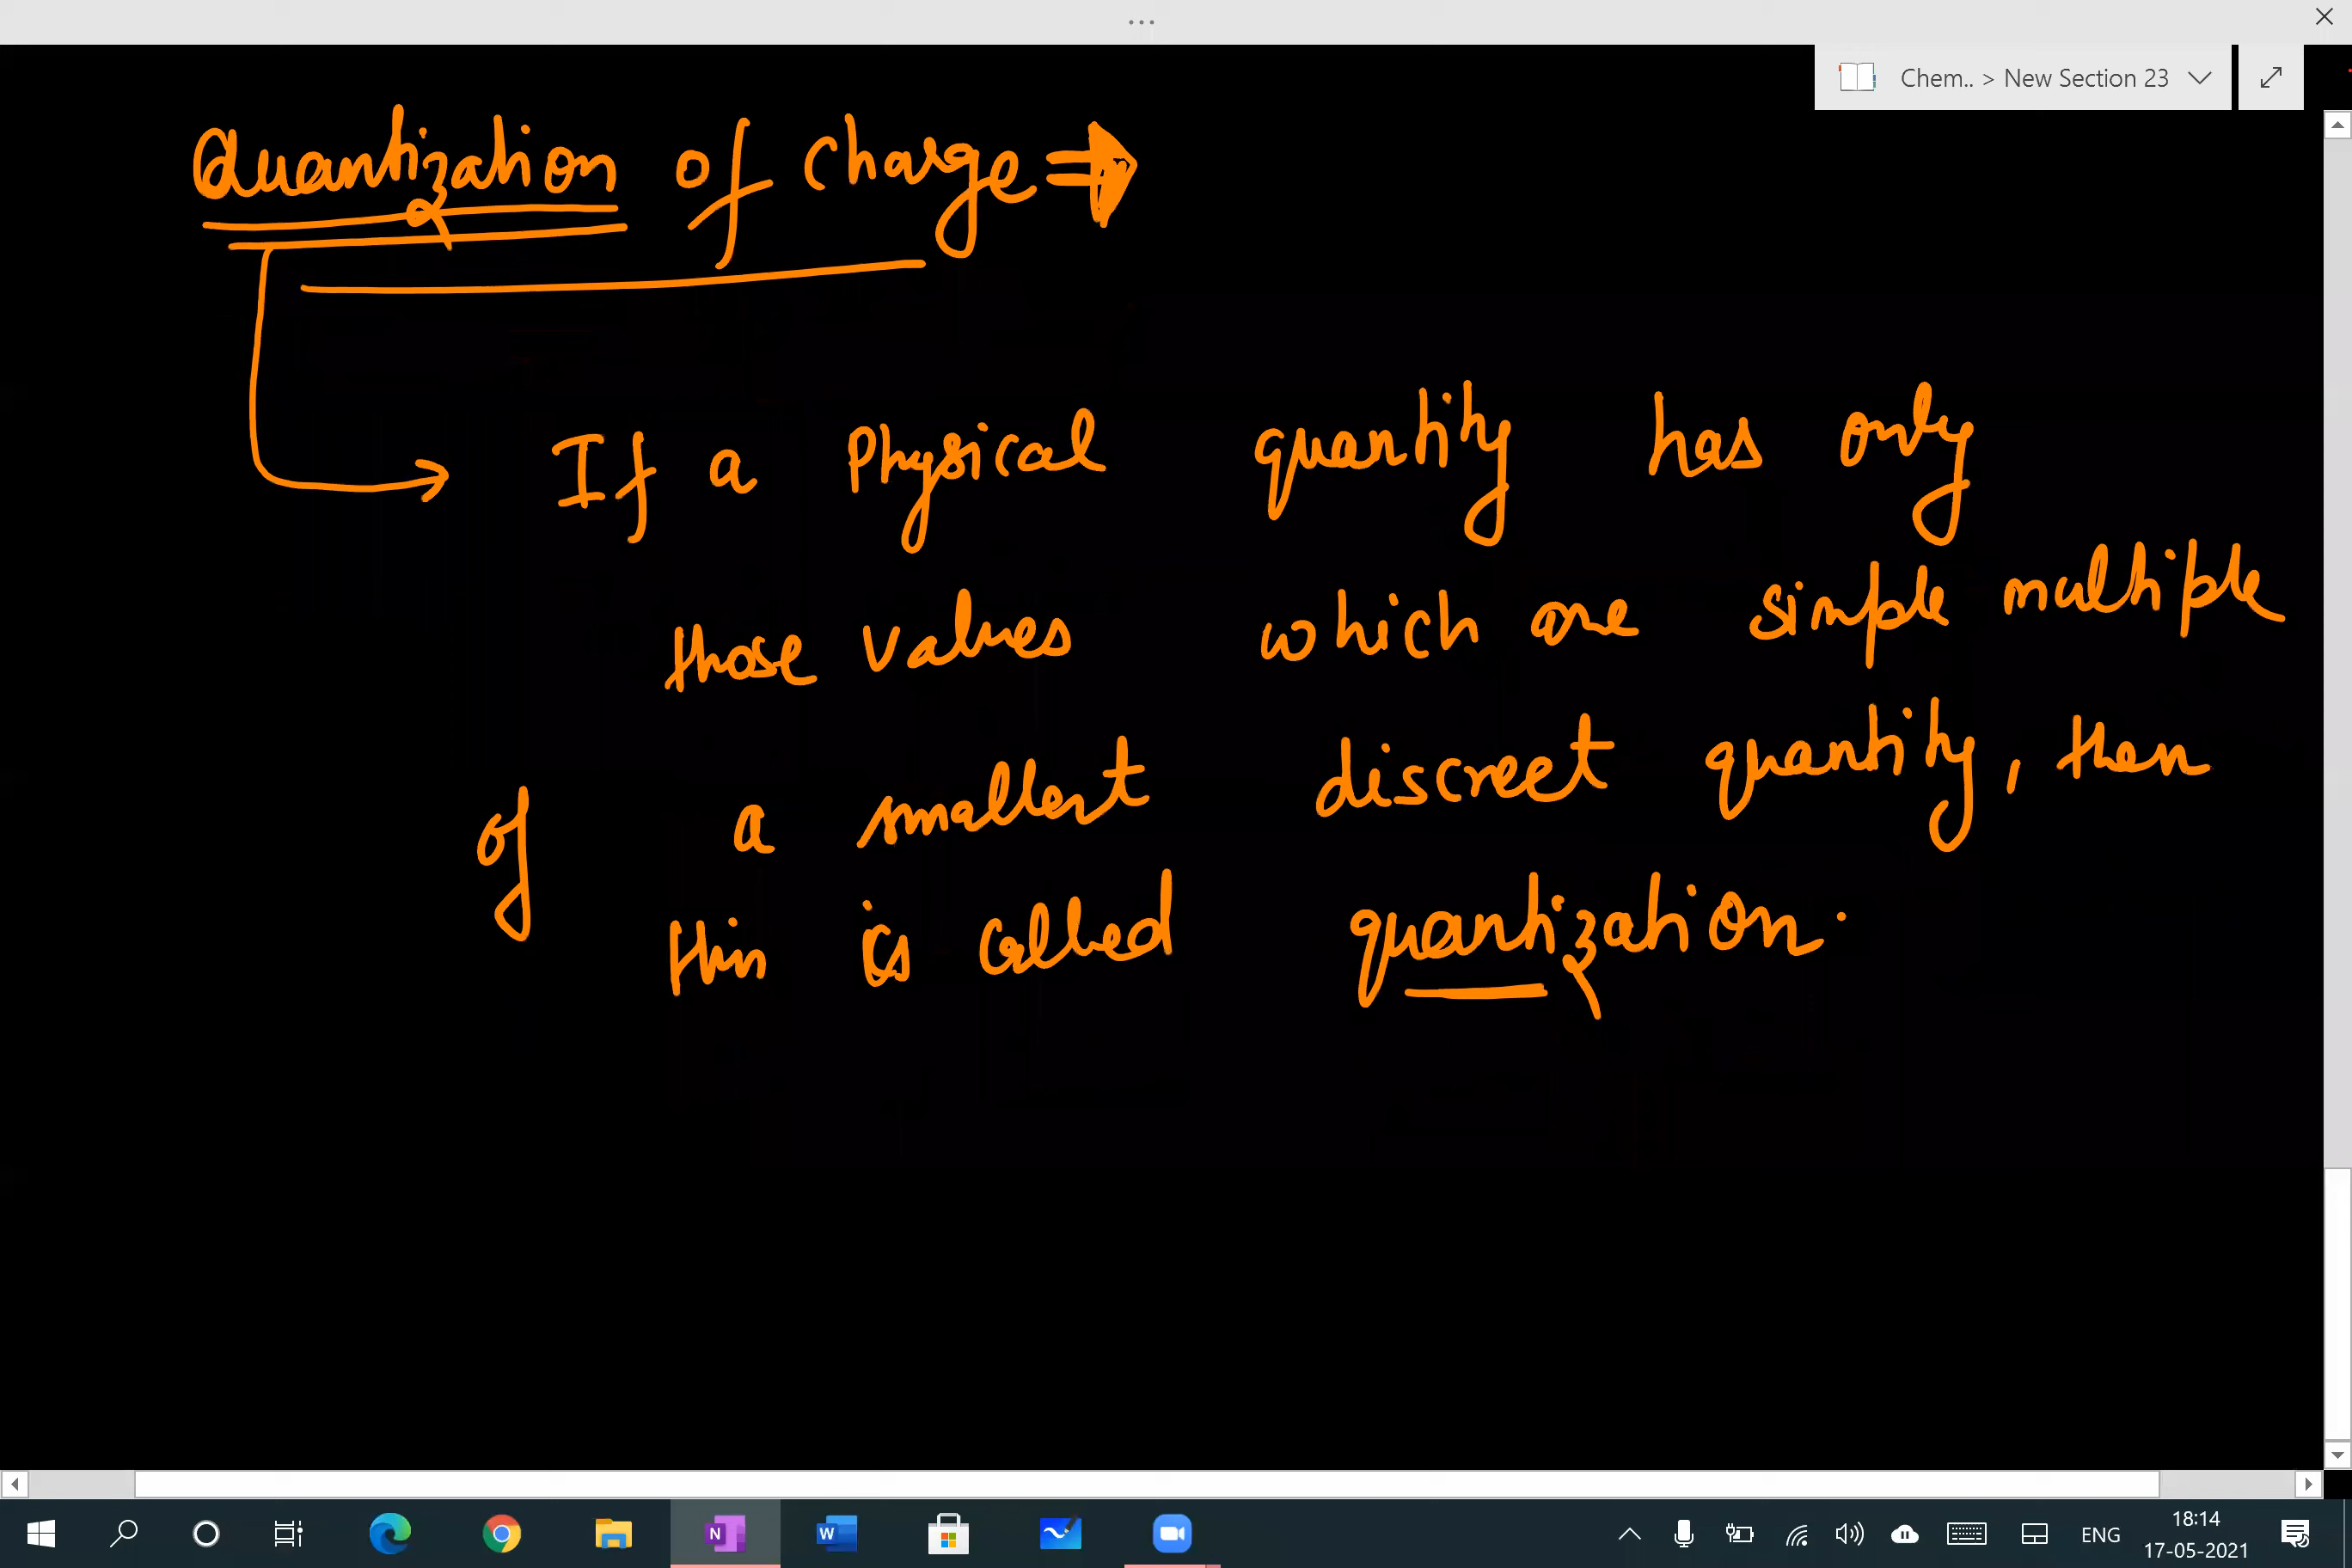 ...
Chem.. > New Section 23
Quantization of charge ⇒
→ If a physical quantity has only
those values which are simple multiple
of a smallest discreet quantity, then
this is called quantization.
ENG
18:14
17-05-2021